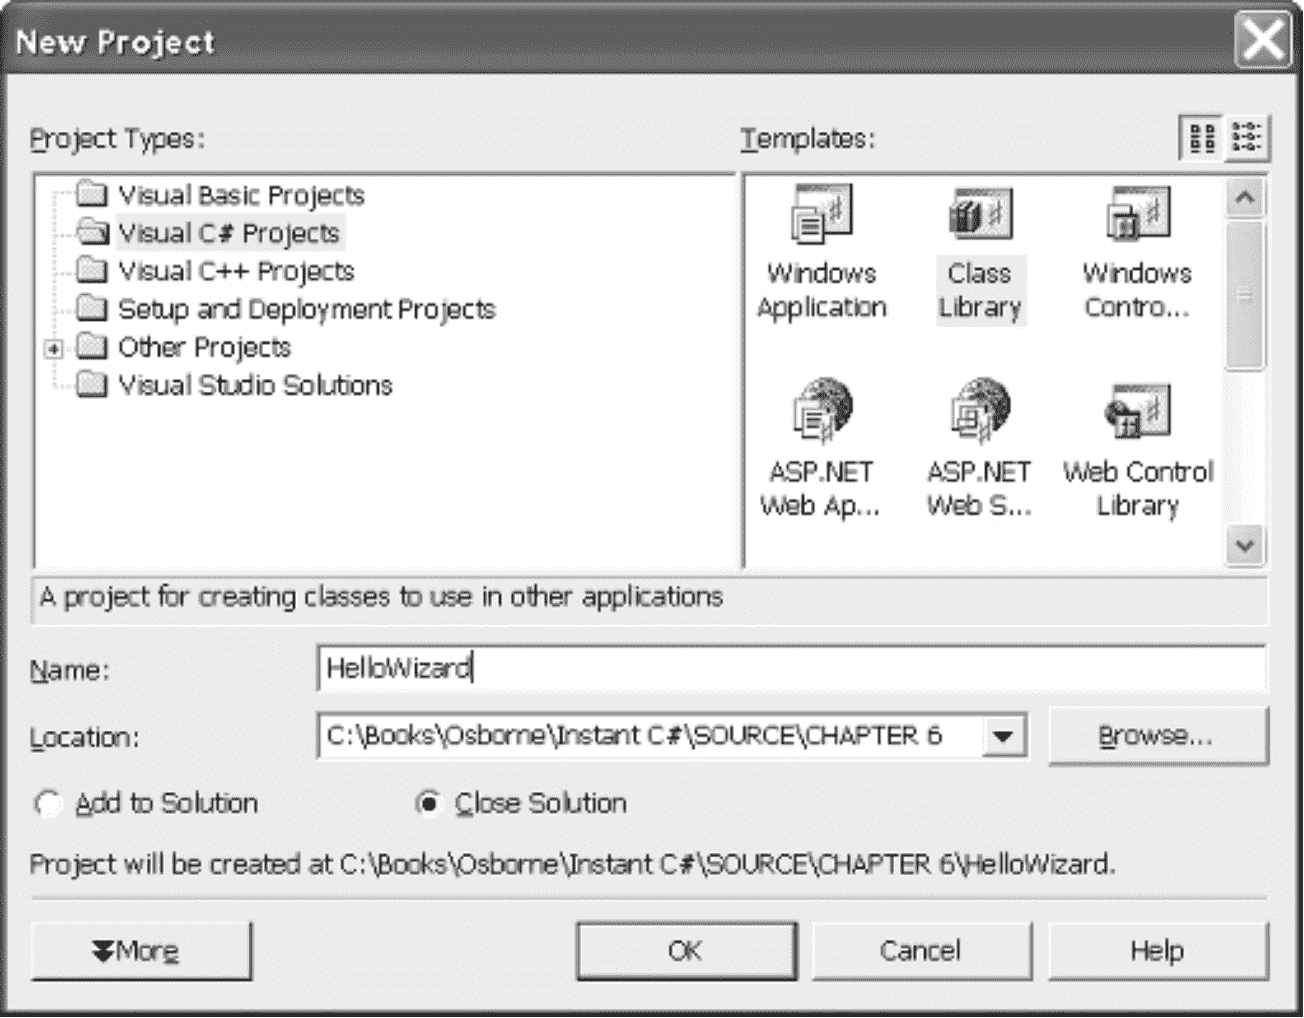 New Project
Project Types:
Templates:
Visual Basic Projects
Visual C# Projects
Visual C++ Projects
Setup and Deployment Projects
Other Projects
Visual Studio Solutions
Windows
Application
Class
Library
Windows
Contro...
ASP.NET
Web Ap...
ASP.NET
Web S...
Web Control
Library
A project for creating classes to use in other applications
Name:
HelloWizard
Location:
C:\Books\Osborne\Instant C#\SOURCE\CHAPTER 6
Browse...
Add to Solution
Close Solution
Project will be created at C:\Books\Osborne\Instant C#\SOURCE\CHAPTER 6\HelloWizard.
More
OK
Cancel
Help